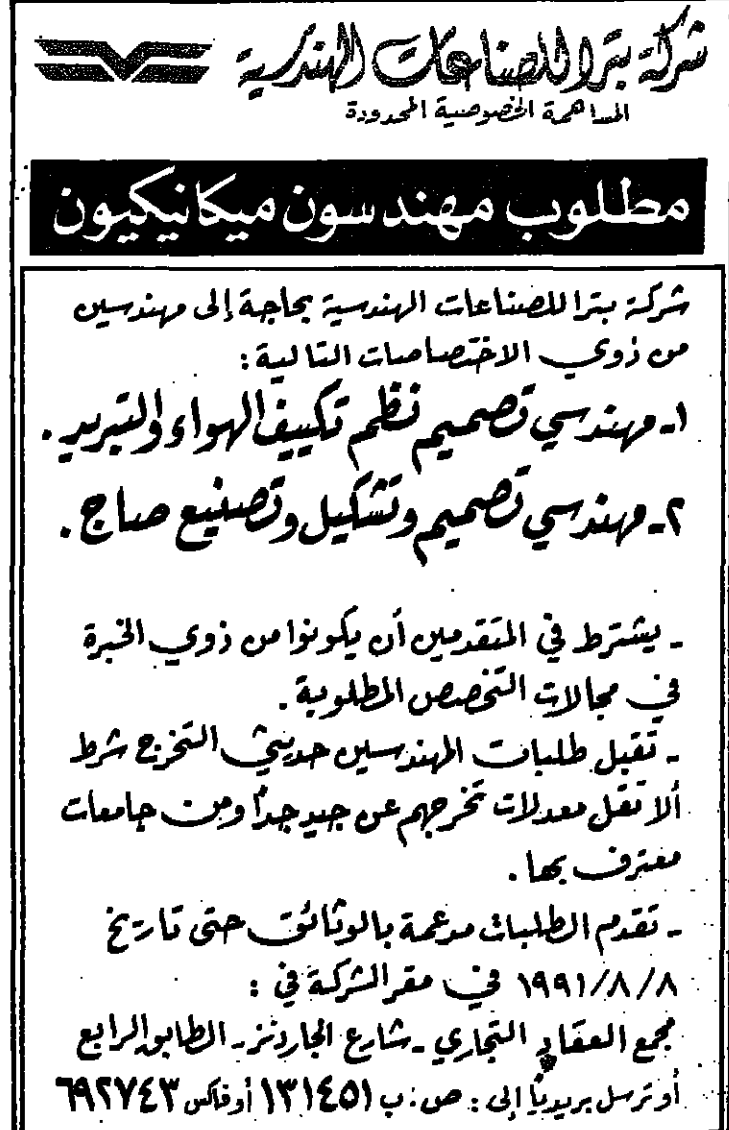 شركة بترا للصناعات الهندسية
المساهمة الخصوصية المحدودة
مطلوب مهندسون ميكانيكيون
شركة بترا للصناعات الهندسية بحاجة إلى مهندسين
من ذوي الاختصاصات التالية :
١ـ مهندسي تصميم نظم تكييف الهواء والتبريد .
٢ـ مهندسي تصميم وتشكيل وتصنيع صاج .
ـ يشترط في المتقدمين أن يكونوا من ذوي الخبرة
في مجالات التخصص المطلوبة .
ـ تقبل طلبات المهندسين حديثي التخرج شرط
ألا تقل معدلات تخرجهم عن جيد جداً ومن جامعات
معترف بها .
ـ تقدم الطلبات مدعمة بالوثائق حتى تاريخ
١٩٩١/٨/٨ في مقر الشركة في :
مجمع العقاد التجاري ـ شارع الجاردنز ـ الطابق الرابع
أو ترسل بريدياً إلى : ص . ب ١٣١٤٥١ أو فاكس ٦٩٢٧٤٣